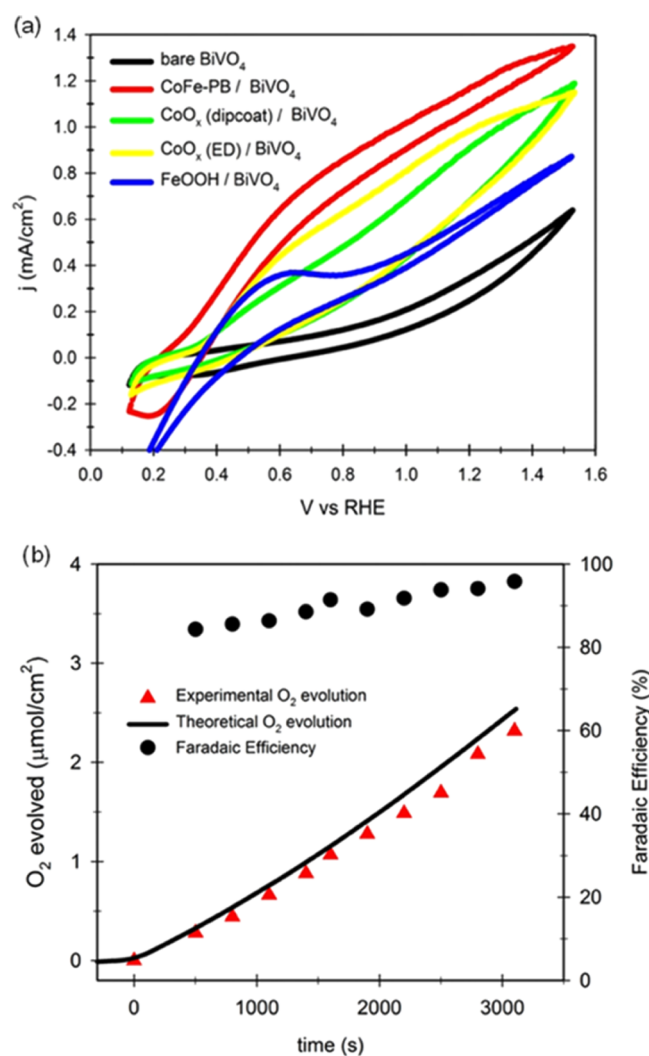 (a)
1.4
1.2
1.0
0.8
0.6
0.4
0.2
0.0
-0.2
-0.4
j (mA/cm²)
bare BiVO₄
CoFe-PB / BiVO₄
CoOₓ (dipcoat) / BiVO₄
CoOₓ (ED) / BiVO₄
FeOOH / BiVO₄
0.0 0.2 0.4 0.6 0.8 1.0 1.2 1.4 1.6
V vs RHE
(b)
4
3
2
1
0
O₂ evolved (μmol/cm²)
Experimental O₂ evolution
Theoretical O₂ evolution
Faradaic Efficiency
100
80
60
40
20
0
Faradaic Efficiency (%)
0 1000 2000 3000
time (s)